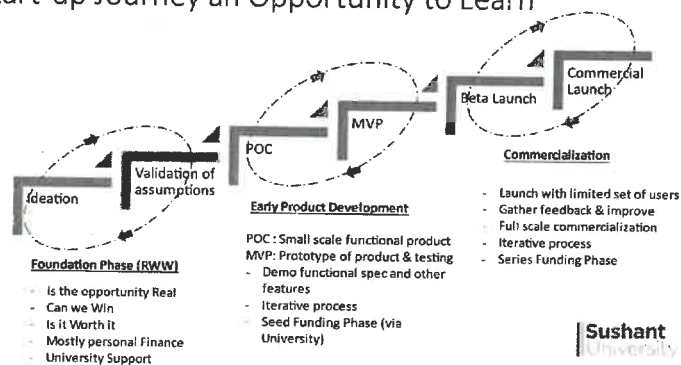 art-up Journey an Opportunity to Learn
Ideation
Validation of
assumptions
POC
MVP
Beta Launch
Commercial
Launch
Foundation Phase (RWW)
- Is the opportunity Real
- Can we Win
- Is it Worth it
- Mostly personal Finance
- University Support
Early Product Development
POC : Small scale functional product
MVP: Prototype of product & testing
- Demo functional spec and other
features
- Iterative process
- Seed Funding Phase (via
University)
Commercialization
- Launch with limited set of users
- Gather feedback & improve
- Full scale commercialization
- Iterative process
- Series Funding Phase
Sushant
University